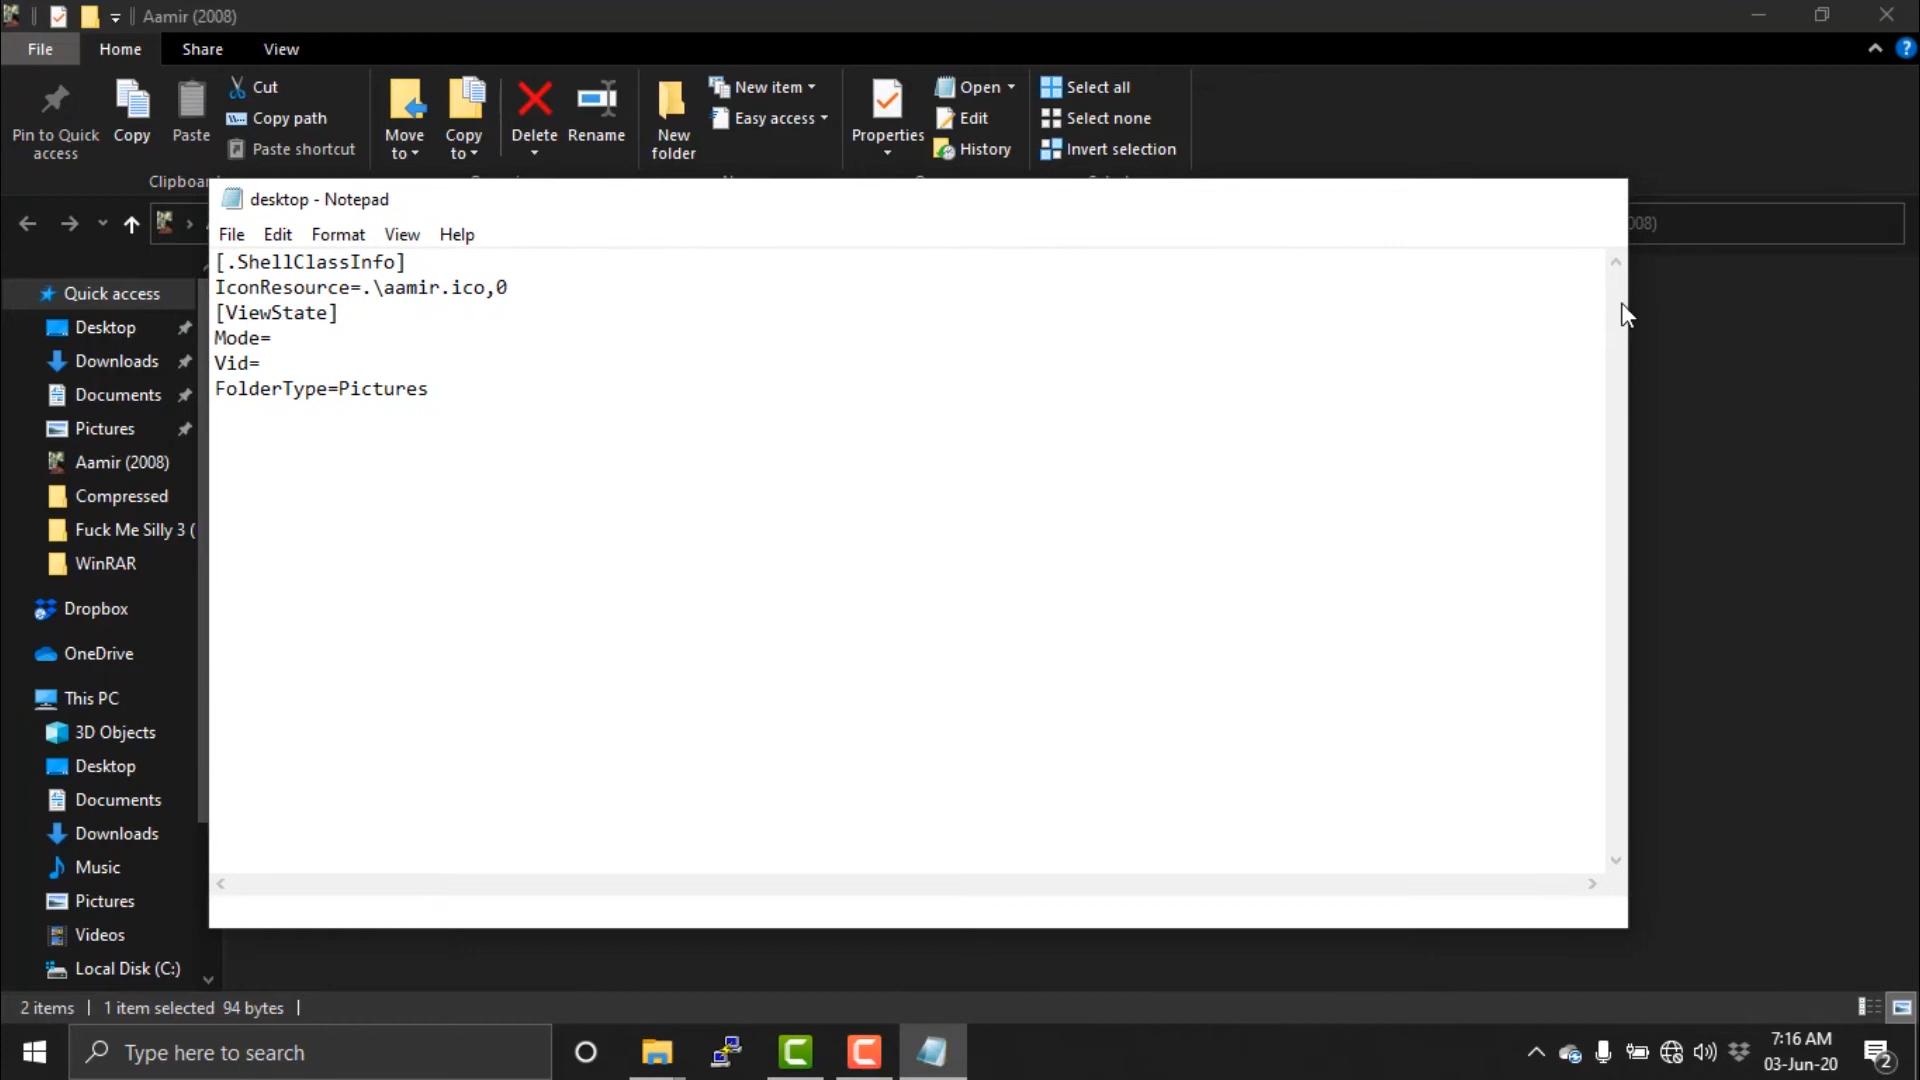 Aamir (2008)
File Home Share View
Pin to Quick access
Copy
Paste
Cut
Copy path
Paste shortcut
Move to
Copy to
Delete
Rename
New folder
New item
Easy access
Properties
Open
Edit
History
Select all
Select none
Invert selection
desktop - Notepad
File Edit Format View Help
[.ShellClassInfo]
IconResource=.\aamir.ico,0
[ViewState]
Mode=
Vid=
FolderType=Pictures
Quick access
Desktop
Downloads
Documents
Pictures
Aamir (2008)
Compressed
Fuck Me Silly 3 (
WinRAR
Dropbox
OneDrive
This PC
3D Objects
Desktop
Documents
Downloads
Music
Pictures
Videos
Local Disk (C:)
2 items 1 item selected 94 bytes
Type here to search
7:16 AM
03-Jun-20
2